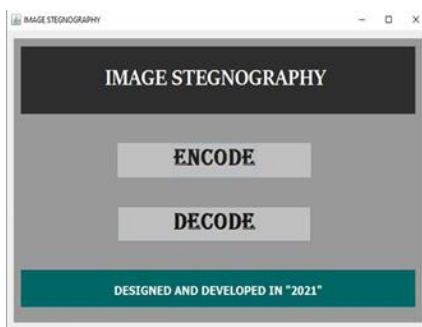 IMAGE STEGNOGRAPHY
IMAGE STEGNOGRAPHY
ENCODE
DECODE
DESIGNED AND DEVELOPED IN "2021"